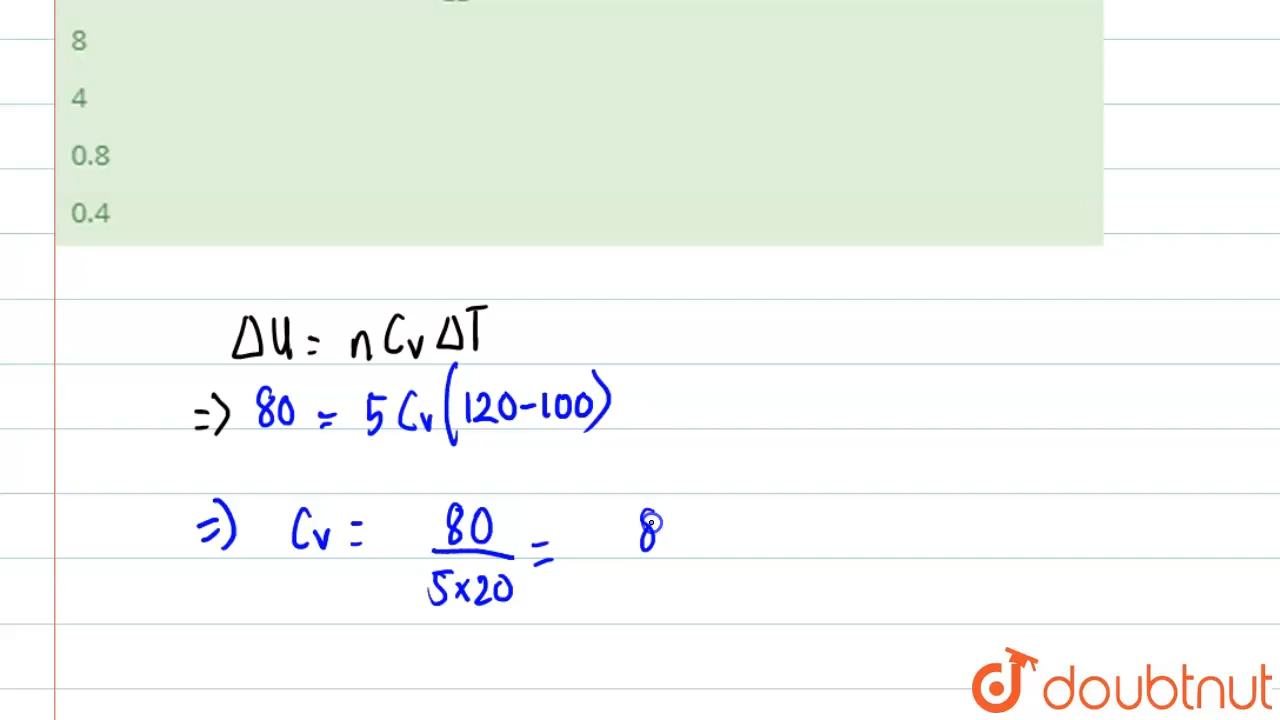 8
4
0.8
0.4
ΔU = nCvΔT
=> 80 = 5Cv(120-100)
=> Cv = 80/5×20 = 8
doubtnut